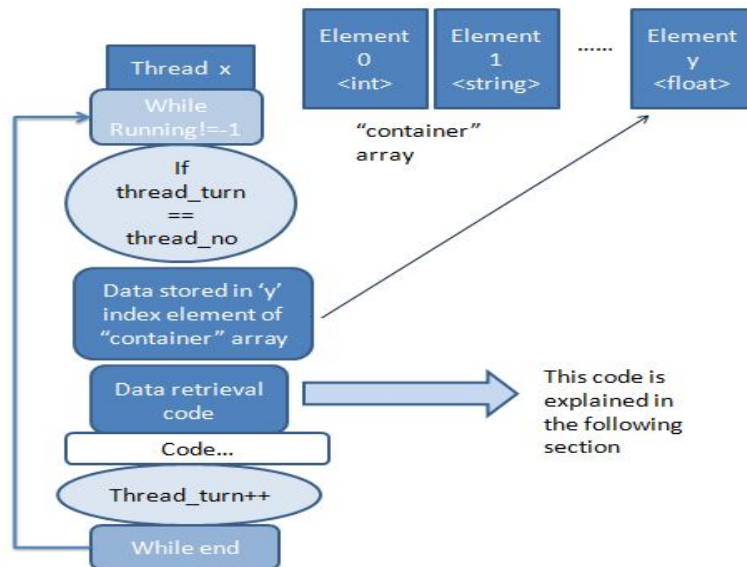 Thread x
While
Running!=-1
If
thread_turn
==
thread_no
Data stored in ‘y’
index element of
“container” array
Data retrieval
code
Code...
Thread_turn++
While end
Element
0
<int>
Element
1
<string>
......
Element
y
<float>
“container”
array
This code is
explained in
the following
section